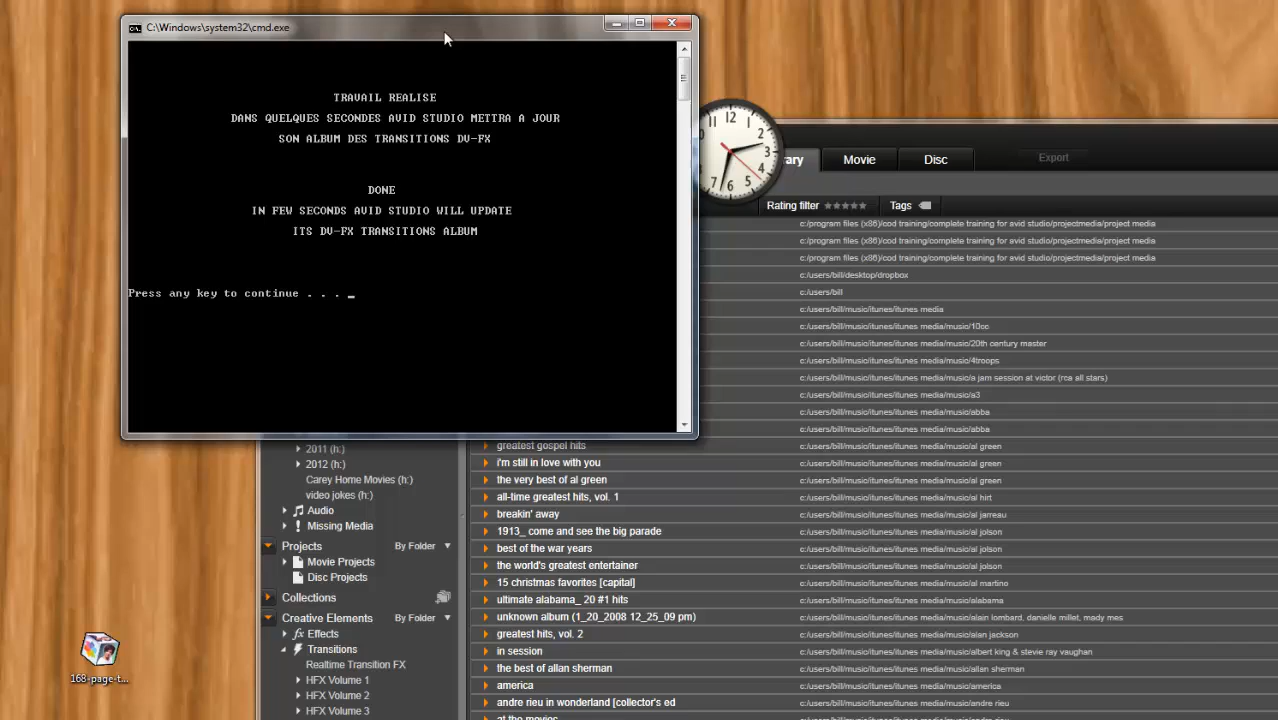 C:\Windows\system32\cmd.exe
TRAVAIL REALISE
DANS QUELQUES SECONDES AVID STUDIO METTRA A JOUR
SON ALBUM DES TRANSITIONS DV-FX
DONE
IN FEW SECONDS AVID STUDIO WILL UPDATE
ITS DV-FX TRANSITIONS ALBUM
Press any key to continue . . . _
12
11
1
2
3
4
5
6
7
rary
Movie
Disc
Export
Rating filter
Tags
c:/program files (x86)/cod training/complete training for avid studio/projectmedia/project media
c:/program files (x86)/cod training/complete training for avid studio/projectmedia/project media
c:/program files (x86)/cod training/complete training for avid studio/projectmedia/project media
c:/users/bill/desktop/dropbox
c:/users/bill
c:/users/bill/music/itunes/itunes media
c:/users/bill/music/itunes/itunes media/music/10cc
c:/users/bill/music/itunes/itunes media/music/20th century master
c:/users/bill/music/itunes/itunes media/music/4troops
c:/users/bill/music/itunes/itunes media/music/a jam session at victor (rca all stars)
c:/users/bill/music/itunes/itunes media/music/a3
c:/users/bill/music/itunes/itunes media/music/abba
c:/users/bill/music/itunes/itunes media/music/abba
greatest gospel hits c:/users/bill/music/itunes/itunes media/music/al green
i'm still in love with you c:/users/bill/music/itunes/itunes media/music/al green
the very best of al green c:/users/bill/music/itunes/itunes media/music/al green
all-time greatest hits, vol. 1 c:/users/bill/music/itunes/itunes media/music/al hirt
breakin' away c:/users/bill/music/itunes/itunes media/music/al jarreau
1913_ come and see the big parade c:/users/bill/music/itunes/itunes media/music/al jolson
best of the war years c:/users/bill/music/itunes/itunes media/music/al jolson
the world's greatest entertainer c:/users/bill/music/itunes/itunes media/music/al jolson
15 christmas favorites [capital] c:/users/bill/music/itunes/itunes media/music/al martino
ultimate alabama_ 20 #1 hits c:/users/bill/music/itunes/itunes media/music/alabama
unknown album (1_20_2008 12_25_09 pm) c:/users/bill/music/itunes/itunes media/music/alain lombard, danielle millet, mady mes
greatest hits, vol. 2 c:/users/bill/music/itunes/itunes media/music/alan jackson
in session c:/users/bill/music/itunes/itunes media/music/albert king & stevie ray vaughan
the best of allan sherman c:/users/bill/music/itunes/itunes media/music/allan sherman
america c:/users/bill/music/itunes/itunes media/music/america
andre rieu in wonderland [collector's ed c:/users/bill/music/itunes/itunes media/music/andre rieu
at the movies
2011 (h:)
2012 (h:)
Carey Home Movies (h:)
video jokes (h:)
Audio
Missing Media
Projects By Folder
Movie Projects
Disc Projects
Collections
Creative Elements By Folder
Effects
Transitions
Realtime Transition FX
HFX Volume 1
HFX Volume 2
HFX Volume 3
168-page-t...